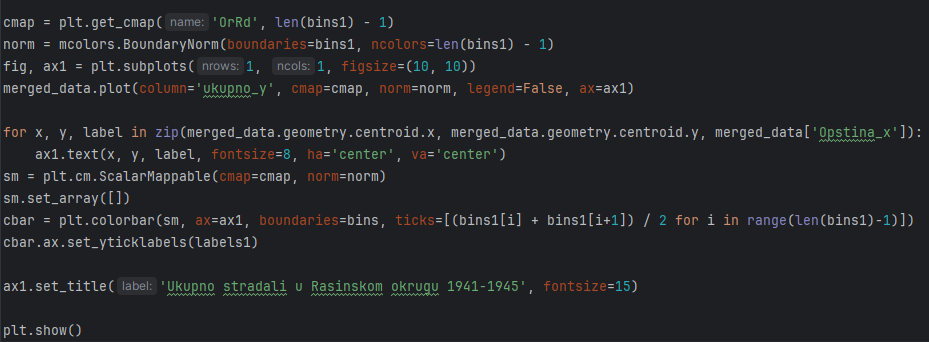 cmap = plt.get_cmap( name: 'OrRd', len(bins1) - 1)
norm = mcolors.BoundaryNorm(boundaries=bins1, ncolors=len(bins1) - 1)
fig, ax1 = plt.subplots( nrows: 1, ncols: 1, figsize=(10, 10))
merged_data.plot(column='ukupno_y', cmap=cmap, norm=norm, legend=False, ax=ax1)
for x, y, label in zip(merged_data.geometry.centroid.x, merged_data.geometry.centroid.y, merged_data['Opstina_x']):
    ax1.text(x, y, label, fontsize=8, ha='center', va='center')
sm = plt.cm.ScalarMappable(cmap=cmap, norm=norm)
sm.set_array([])
cbar = plt.colorbar(sm, ax=ax1, boundaries=bins, ticks=[(bins1[i] + bins1[i+1]) / 2 for i in range(len(bins1)-1)])
cbar.ax.set_yticklabels(labels1)
ax1.set_title( label: 'Ukupno stradali u Rasinskom okrugu 1941-1945', fontsize=15)
plt.show()